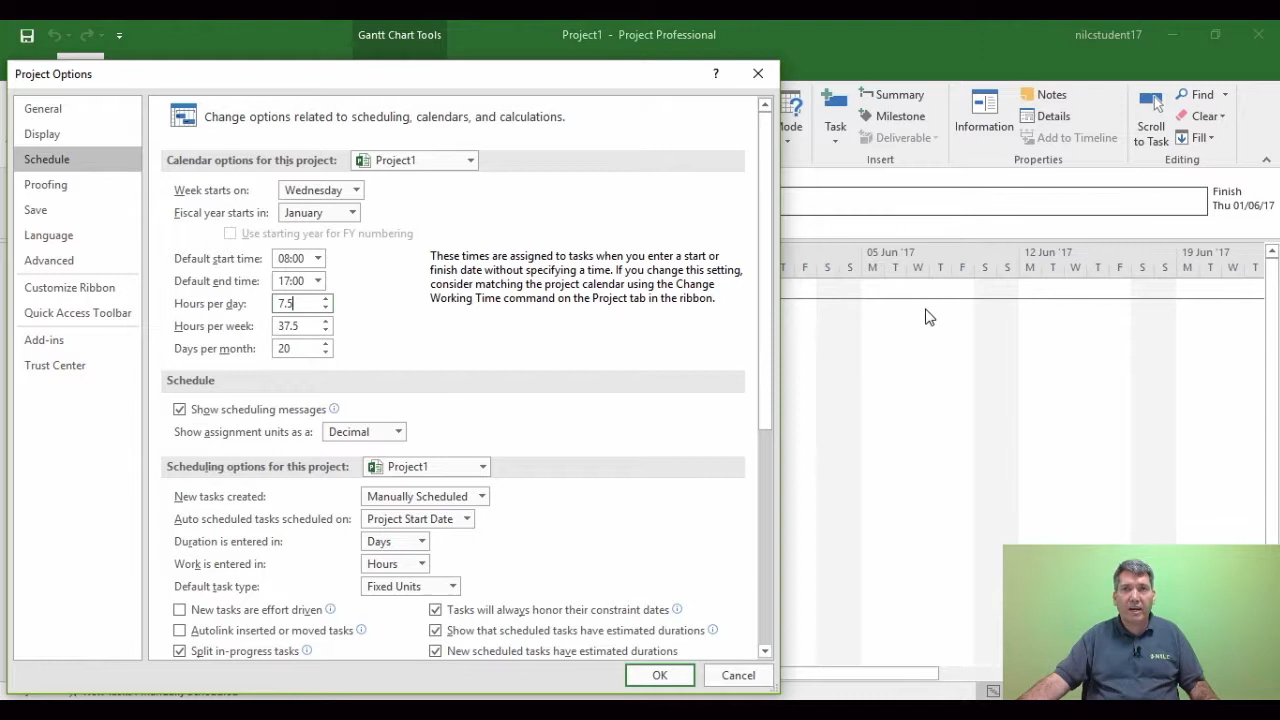 Gantt Chart Tools
Project1 - Project Professional
nilcstudent17
Project Options
?
General
Display
Schedule
Proofing
Save
Language
Advanced
Customize Ribbon
Quick Access Toolbar
Add-ins
Trust Center
Change options related to scheduling, calendars, and calculations.
Calendar options for this project: Project1
Week starts on: Wednesday
Fiscal year starts in: January
Use starting year for FY numbering
Default start time: 08:00
Default end time: 17:00
Hours per day: 7.5
Hours per week: 37.5
Days per month: 20
These times are assigned to tasks when you enter a start or
finish date without specifying a time. If you change this setting,
consider matching the project calendar using the Change
Working Time command on the Project tab in the ribbon.
Schedule
Show scheduling messages
Show assignment units as a: Decimal
Scheduling options for this project: Project1
New tasks created: Manually Scheduled
Auto scheduled tasks scheduled on: Project Start Date
Duration is entered in: Days
Work is entered in: Hours
Default task type: Fixed Units
New tasks are effort driven
Autolink inserted or moved tasks
Split in-progress tasks
Tasks will always honor their constraint dates
Show that scheduled tasks have estimated durations
New scheduled tasks have estimated durations
OK
Cancel
Mode
Task
Summary
Milestone
Deliverable
Insert
Information
Notes
Details
Add to Timeline
Properties
Scroll
to Task
Find
Clear
Fill
Editing
Finish
Thu 01/06/17
05 Jun '17
12 Jun '17
19 Jun '17
T F S S M T W T F S S M T W T F S S M T W T